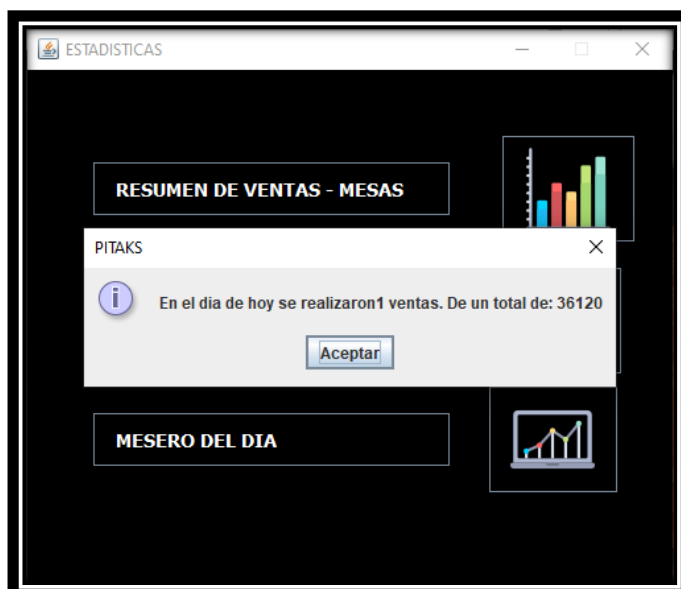 ESTADISTICAS
RESUMEN DE VENTAS - MESAS
PITAKS
En el dia de hoy se realizaron1 ventas. De un total de: 36120
Aceptar
MESERO DEL DIA